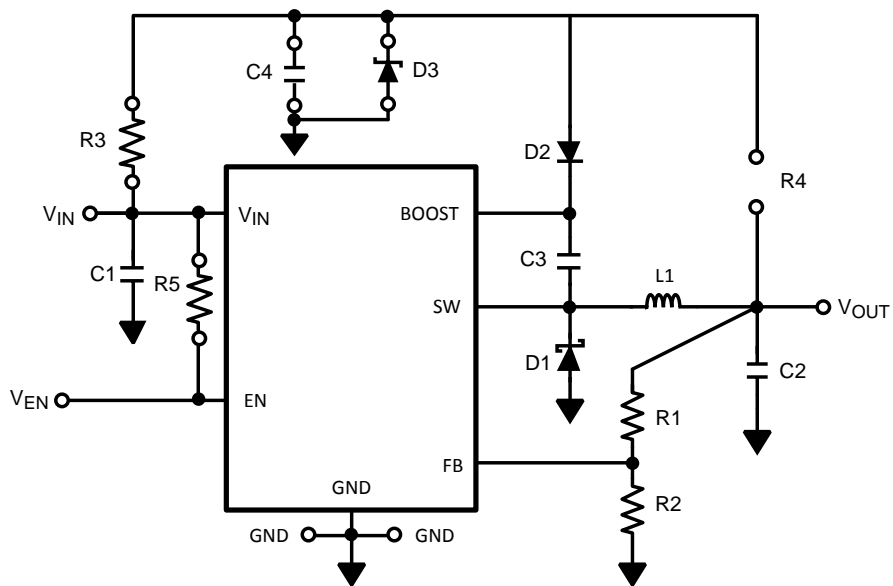 C4
D3
R3
D2
R4
VIN
VIN
BOOST
C3
C1
R5
L1
SW
VOUT
D1
C2
VEN
EN
R1
FB
GND
R2
GND
GND